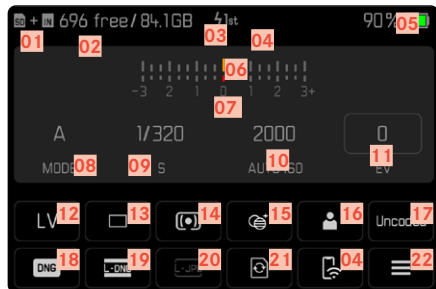 SD + IN 696 free/84.1GB 1st 90%
01 02 03 04 05
06
-3 2 1 0 1 2 3+
07
A 1/320 2000 0
MODE 08 09 S AUTO ISO 10 EV 11
LV 12 13 14 15 16 Uncoded 17
DNG 18 L-DNG 19 L-JPG 20 21 04 22